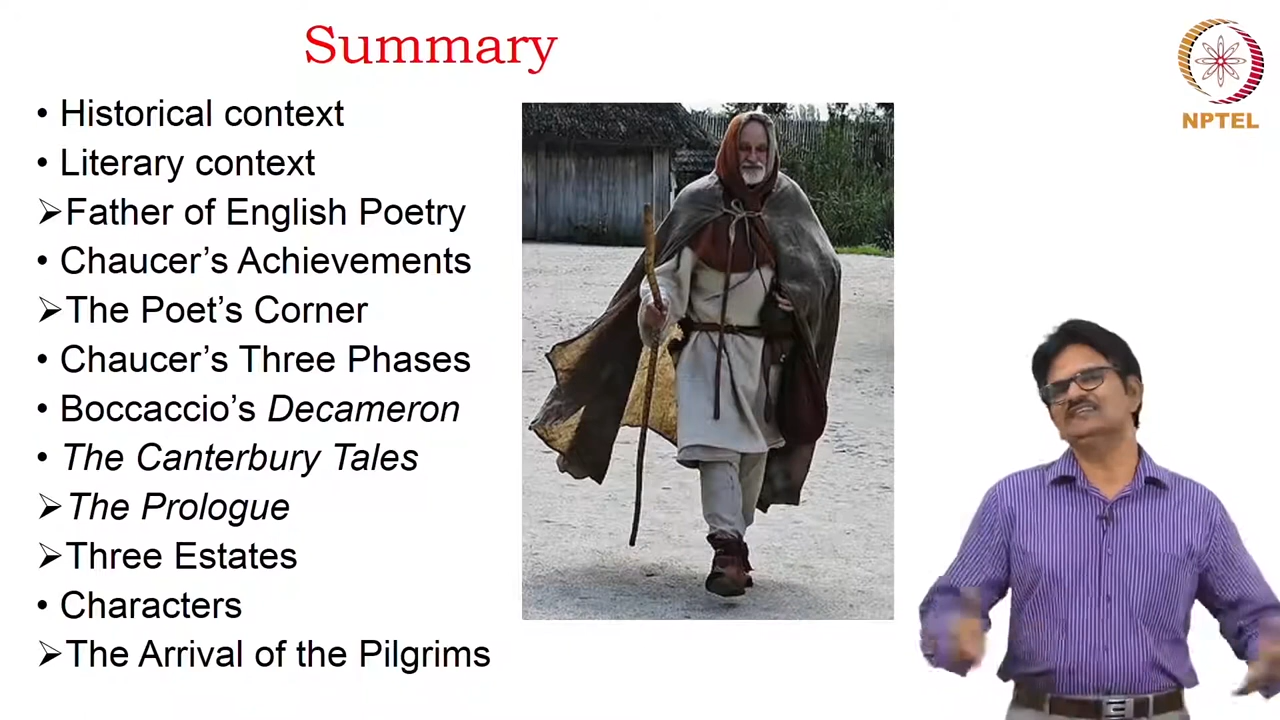 Summary
• Historical context
• Literary context
➢Father of English Poetry
• Chaucer’s Achievements
➢The Poet’s Corner
• Chaucer’s Three Phases
• Boccaccio’s Decameron
• The Canterbury Tales
➢The Prologue
➢Three Estates
• Characters
➢The Arrival of the Pilgrims
NPTEL